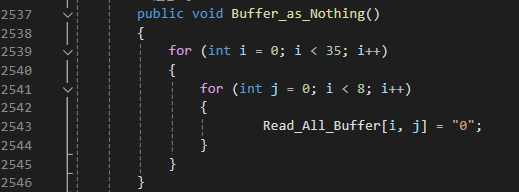 2537 public void Buffer_as_Nothing()
2538 {
2539 for (int i = 0; i < 35; i++)
2540 {
2541 for (int j = 0; i < 8; i++)
2542 {
2543 Read_All_Buffer[i, j] = "0";
2544 }
2545 }
2546 }